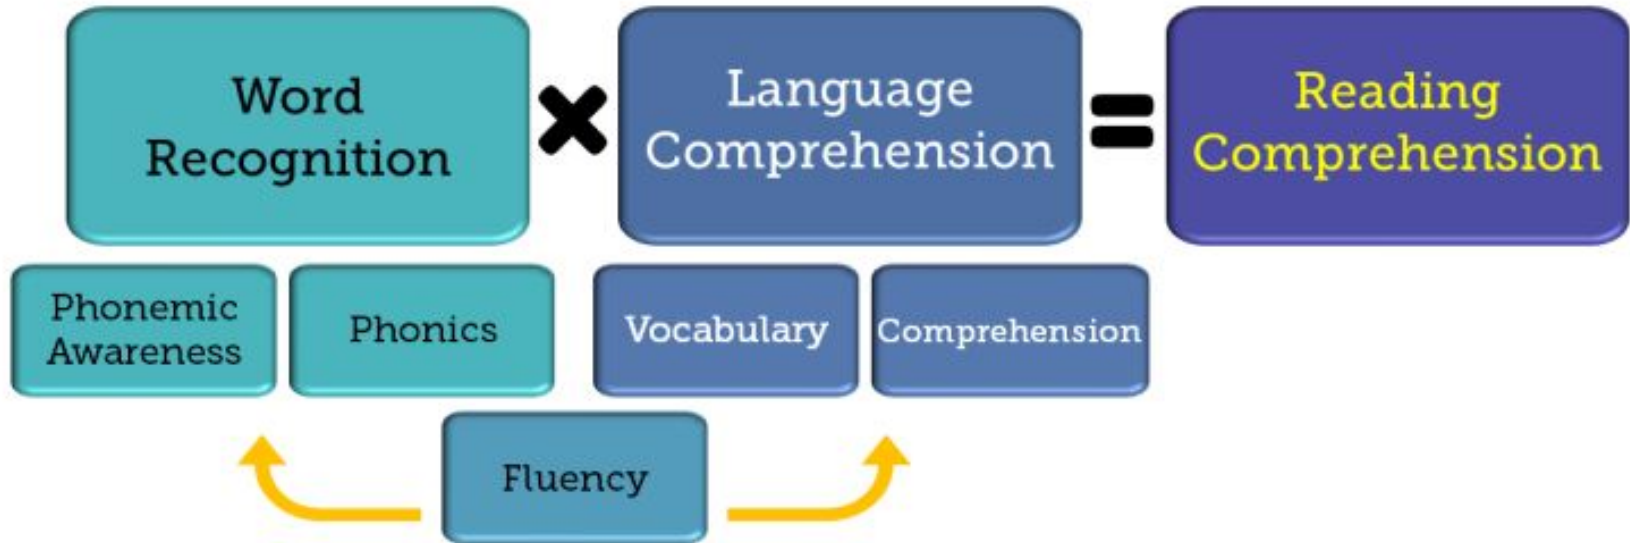 Word
Recognition
×
Language
Comprehension
=
Reading
Comprehension
Phonemic
Awareness
Phonics
Vocabulary
Comprehension
Fluency